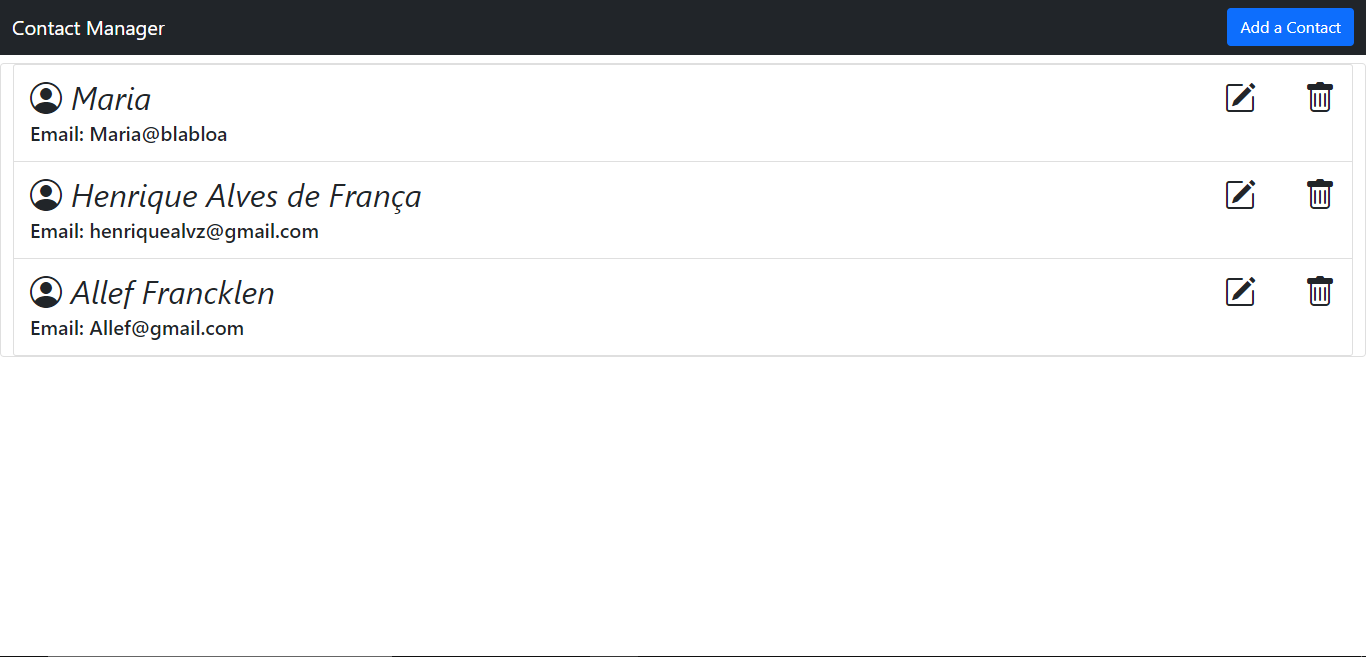 Contact Manager
Add a Contact
Maria
Email: Maria@blabloa
Henrique Alves de França
Email: henriquealvz@gmail.com
Allef Francklen
Email: Allef@gmail.com